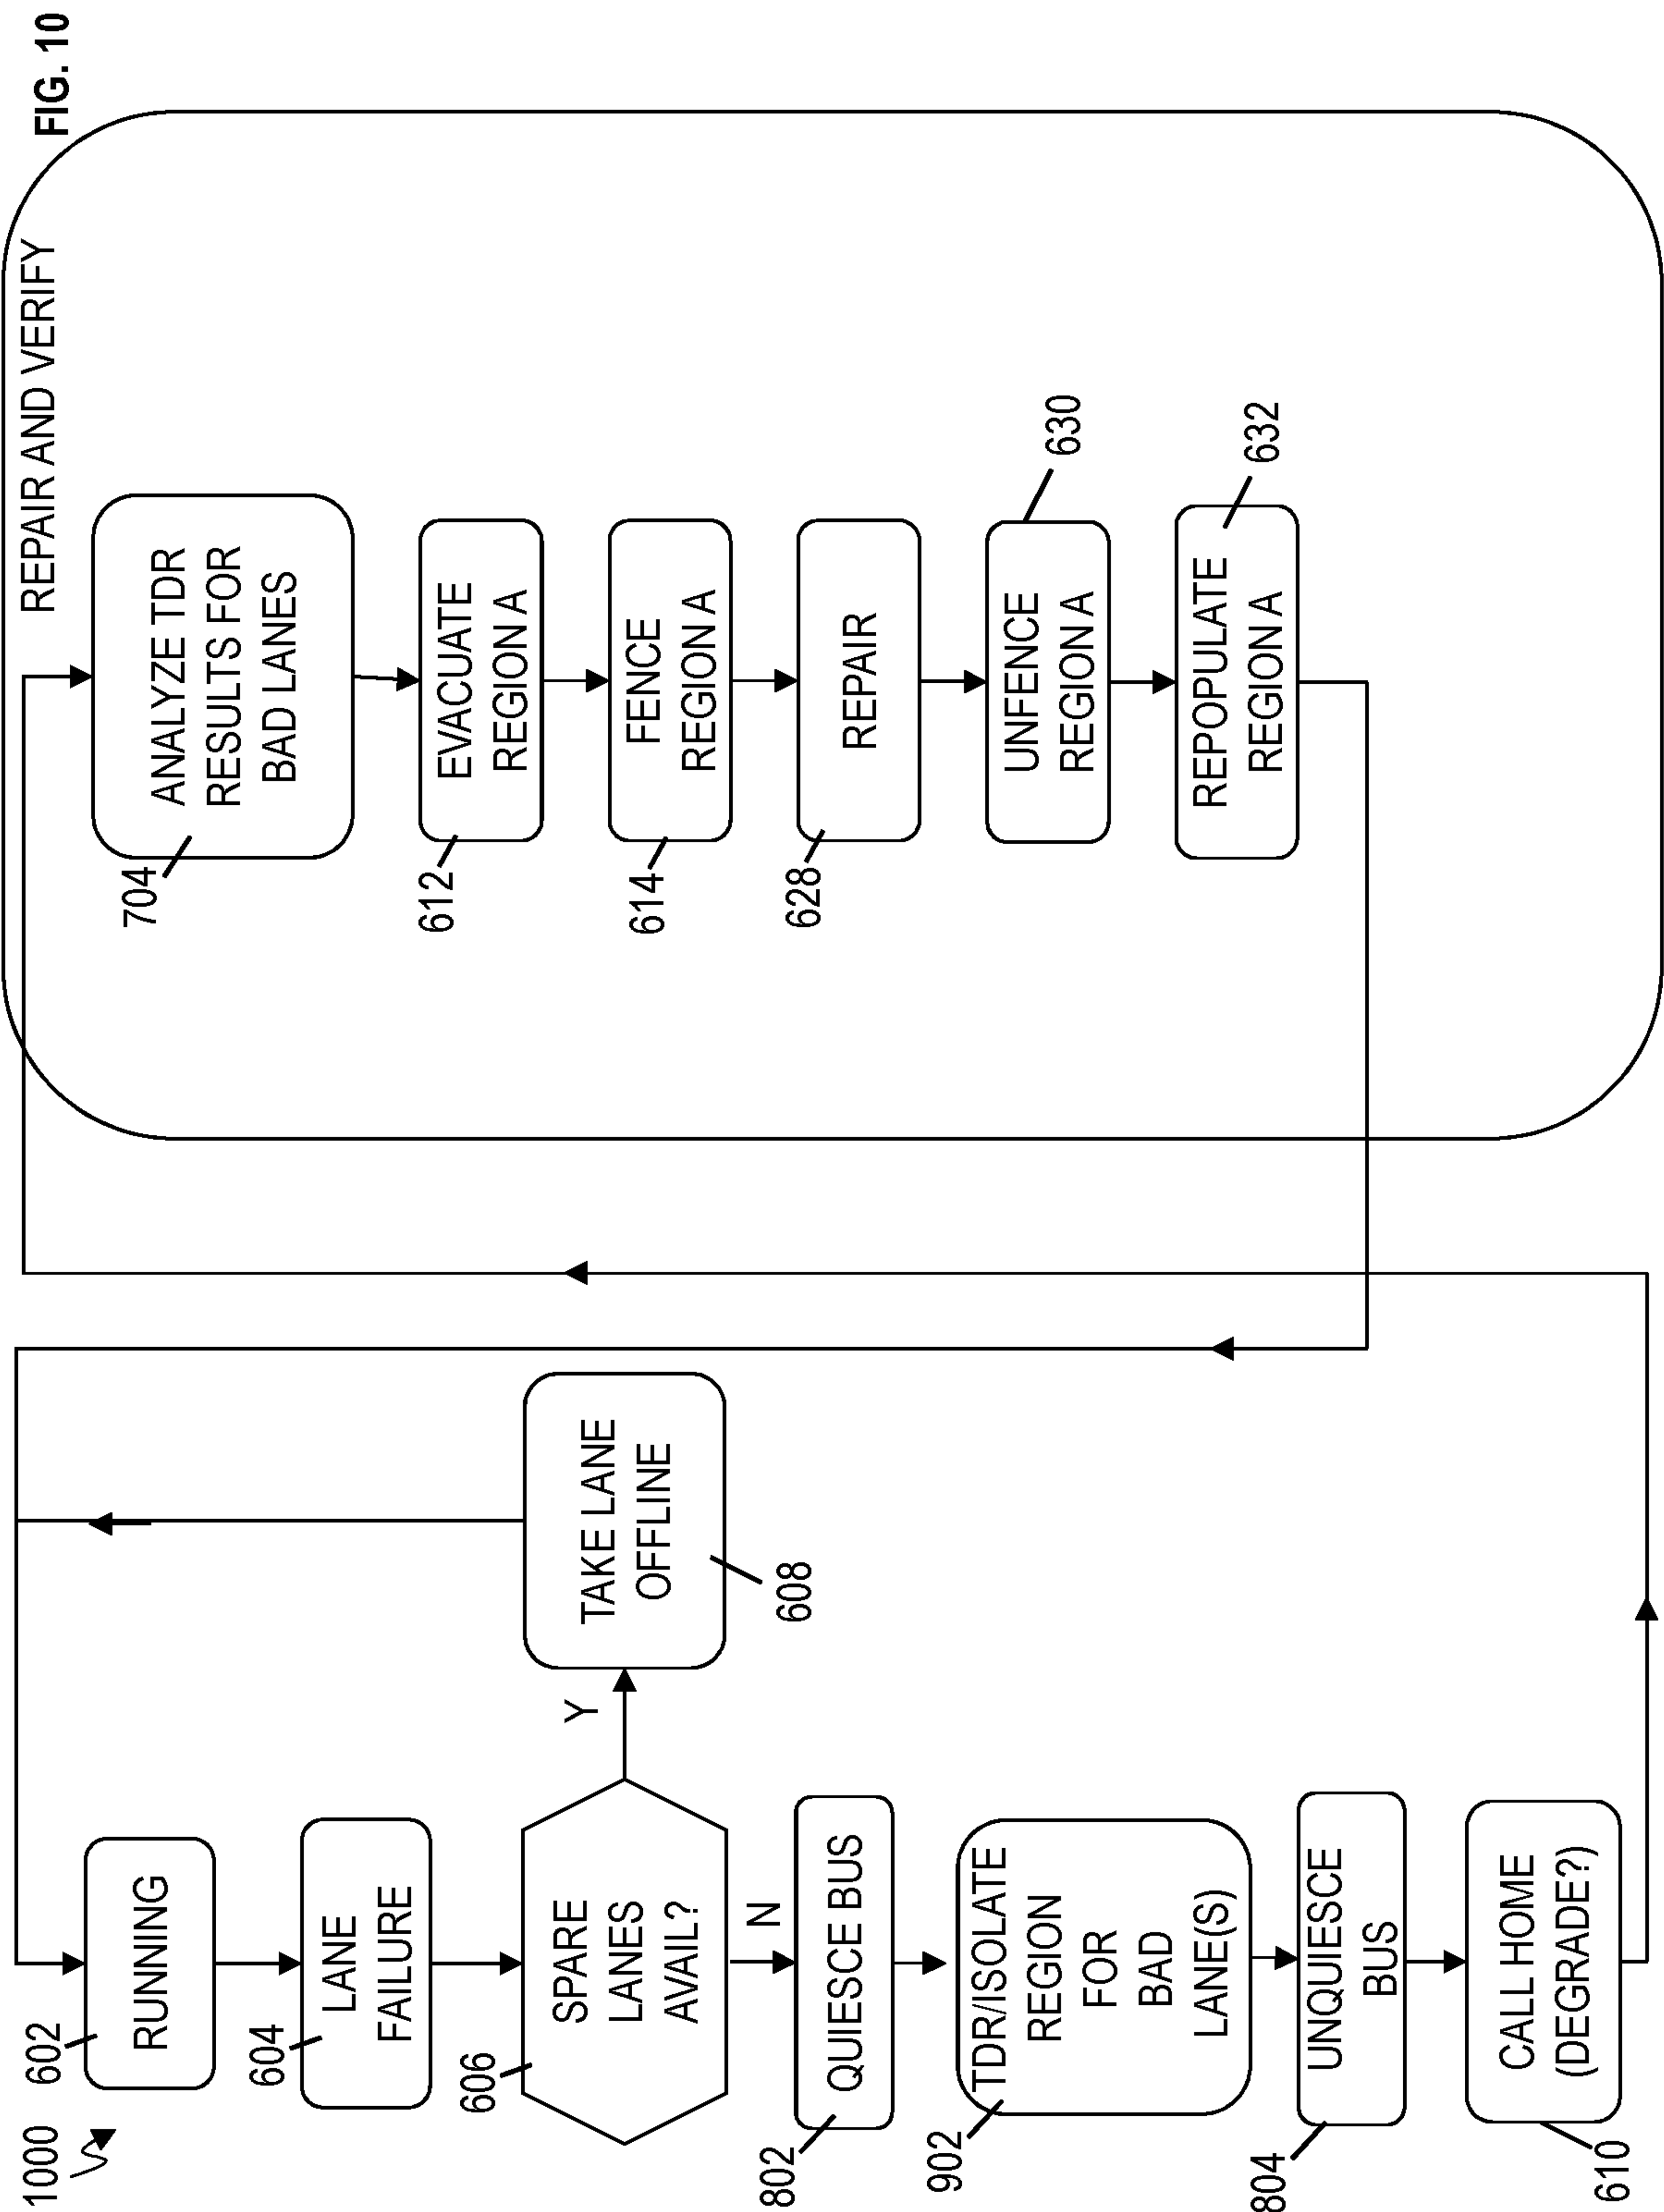 FIG. 10
1000
602
RUNNING
604
LANE
FAILURE
606
SPARE
LANES
AVAIL?
Y
TAKE LANE
OFFLINE
608
N
802
QUIESCE BUS
902
TDR/ISOLATE
REGION
FOR
BAD
LANE(S)
804
UNQUIESCE
BUS
610
CALL HOME
(DEGRADE?)
REPAIR AND VERIFY
704
ANALYZE TDR
RESULTS FOR
BAD LANES
612
EVACUATE
REGION A
614
FENCE
REGION A
628
REPAIR
630
UNFENCE
REGION A
632
REPOPULATE
REGION A